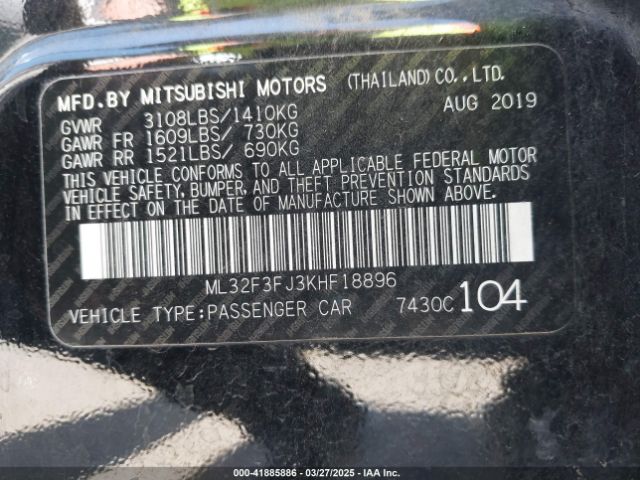 MFD.BY MITSUBISHI MOTORS (THAILAND)CO.,LTD.
GVWR 3108LBS/1410KG AUG 2019
GAWR FR 1609LBS/ 730KG
GAWR RR 1521LBS/ 690KG
THIS VEHICLE CONFORMS TO ALL APPLICABLE FEDERAL MOTOR
VEHICLE SAFETY, BUMPER, AND THEFT PREVENTION STANDARDS
IN EFFECT ON THE DATE OF MANUFACTURE SHOWN ABOVE.
ML32F3FJ3KHF18896
VEHICLE TYPE:PASSENGER CAR 7430C 104
000-41885886 — 03/27/2025 — IAA Inc.